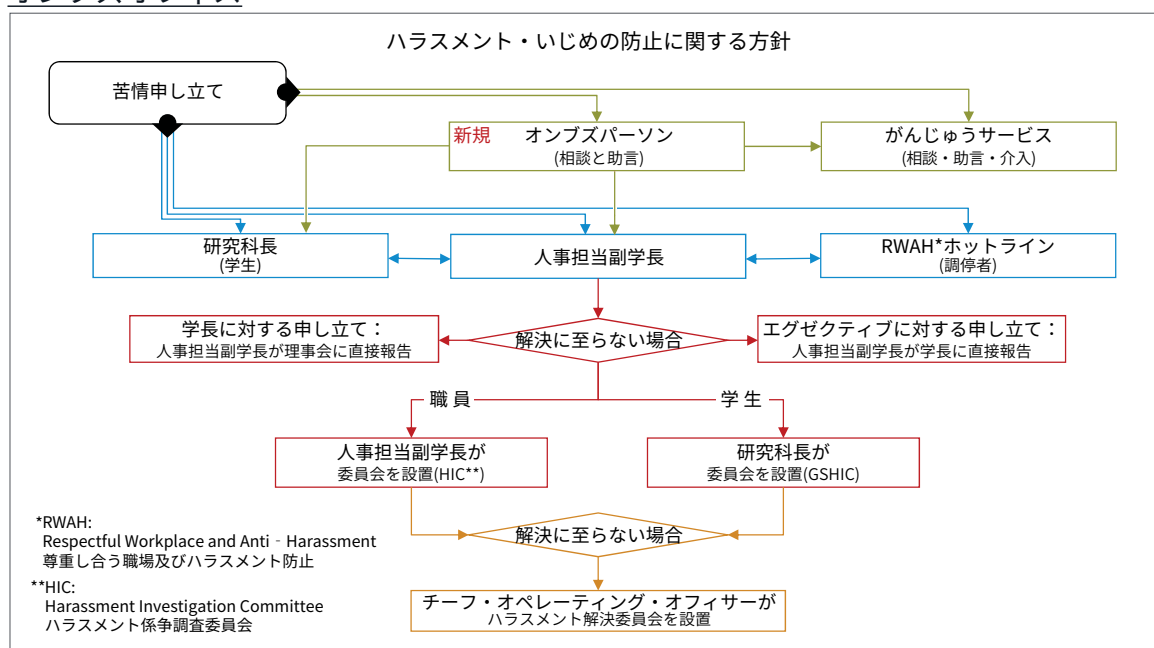 ハラスメント・いじめの防止に関する方針
苦情申し立て
新規
オンブズパーソン
(相談と助言)
がんじゅうサービス
(相談・助言・介入)
研究科長
(学生)
人事担当副学長
RWAH*ホットライン
(調停者)
学長に対する申し立て：
人事担当副学長が理事会に直接報告
解決に至らない場合
エグゼクティブに対する申し立て：
人事担当副学長が学長に直接報告
職 員
学 生
人事担当副学長が
委員会を設置(HIC**)
研究科長が
委員会を設置(GSHIC)
解決に至らない場合
チーフ・オペレーティング・オフィサーが
ハラスメント解決委員会を設置
*RWAH:
Respectful Workplace and Anti‐Harassment
尊重し合う職場及びハラスメント防止
**HIC:
Harassment Investigation Committee
ハラスメント係争調査委員会